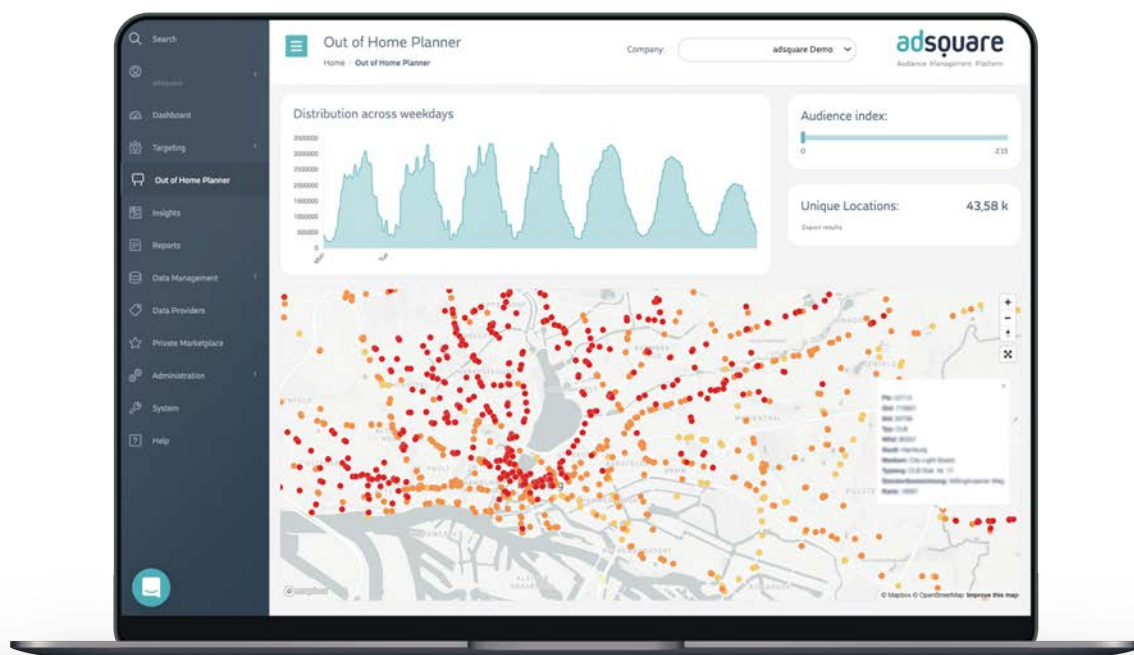 Search
Out of Home Planner
Home / Out of Home Planner
Company:
adsquare Demo
adsquare
Audience Management Platform
adsquare
Dashboard
Targeting
Out of Home Planner
Insights
Reports
Data Management
Data Providers
Private Marketplace
Administration
System
Help
Distribution across weekdays
3500000
3000000
2500000
2000000
1500000
1000000
500000
0
Mon
Tue
Audience index:
0
215
Unique Locations:
43,58 k
Export results
© Mapbox © OpenStreetMap Improve this map